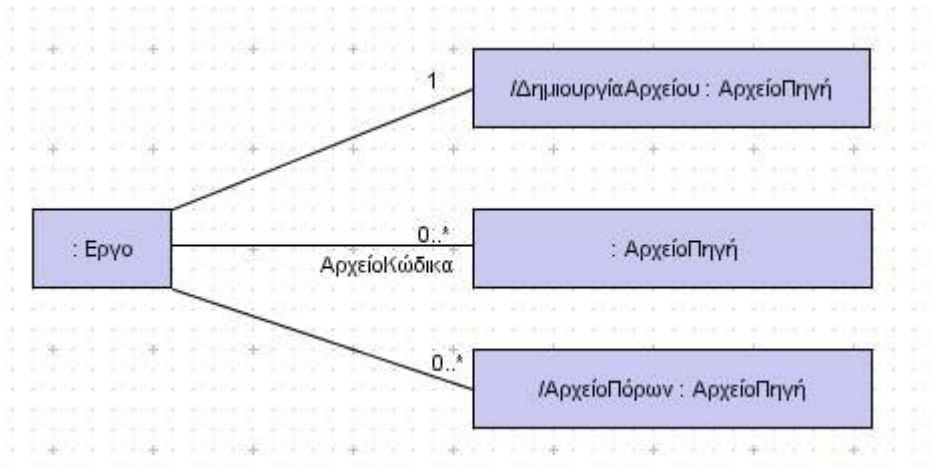 1
/ΔημιουργίαΑρχείου : ΑρχείοΠηγή
: Εργο
0..*
ΑρχείοΚώδικα
: ΑρχείοΠηγή
0..*
/ΑρχείοΠόρων : ΑρχείοΠηγή